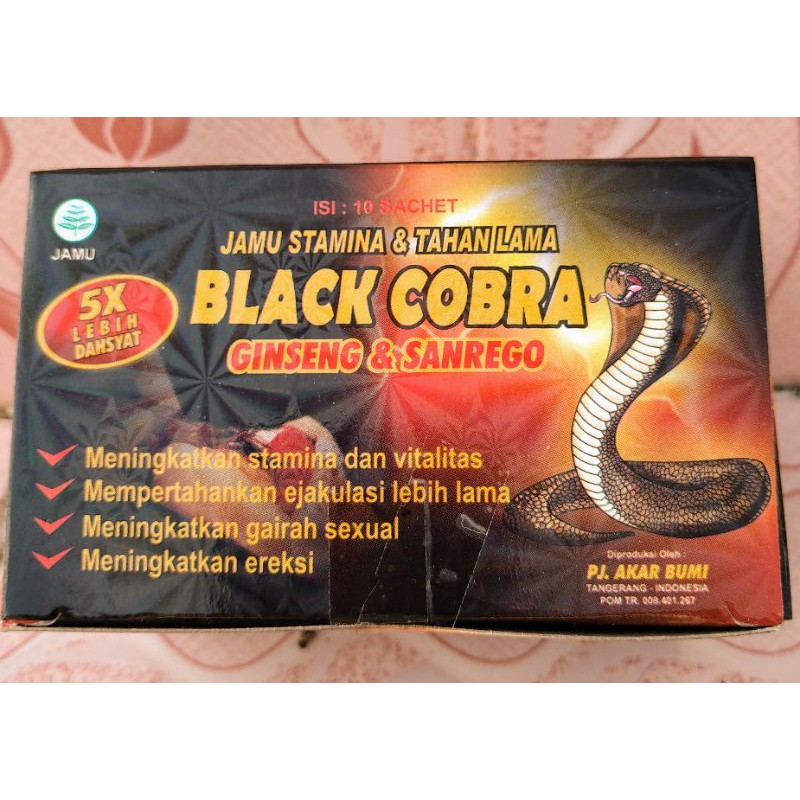 ISI : 10 SACHET
JAMU
JAMU STAMINA & TAHAN LAMA
BLACK COBRA
GINSENG & SANREGO
5X
LEBIH
DAHSYAT
Meningkatkan stamina dan vitalitas
Mempertahankan ejakulasi lebih lama
Meningkatkan gairah sexual
Meningkatkan ereksi
Diproduksi Oleh :
PJ. AKAR BUMI
TANGERANG - INDONESIA
POM TR. 009.401.267